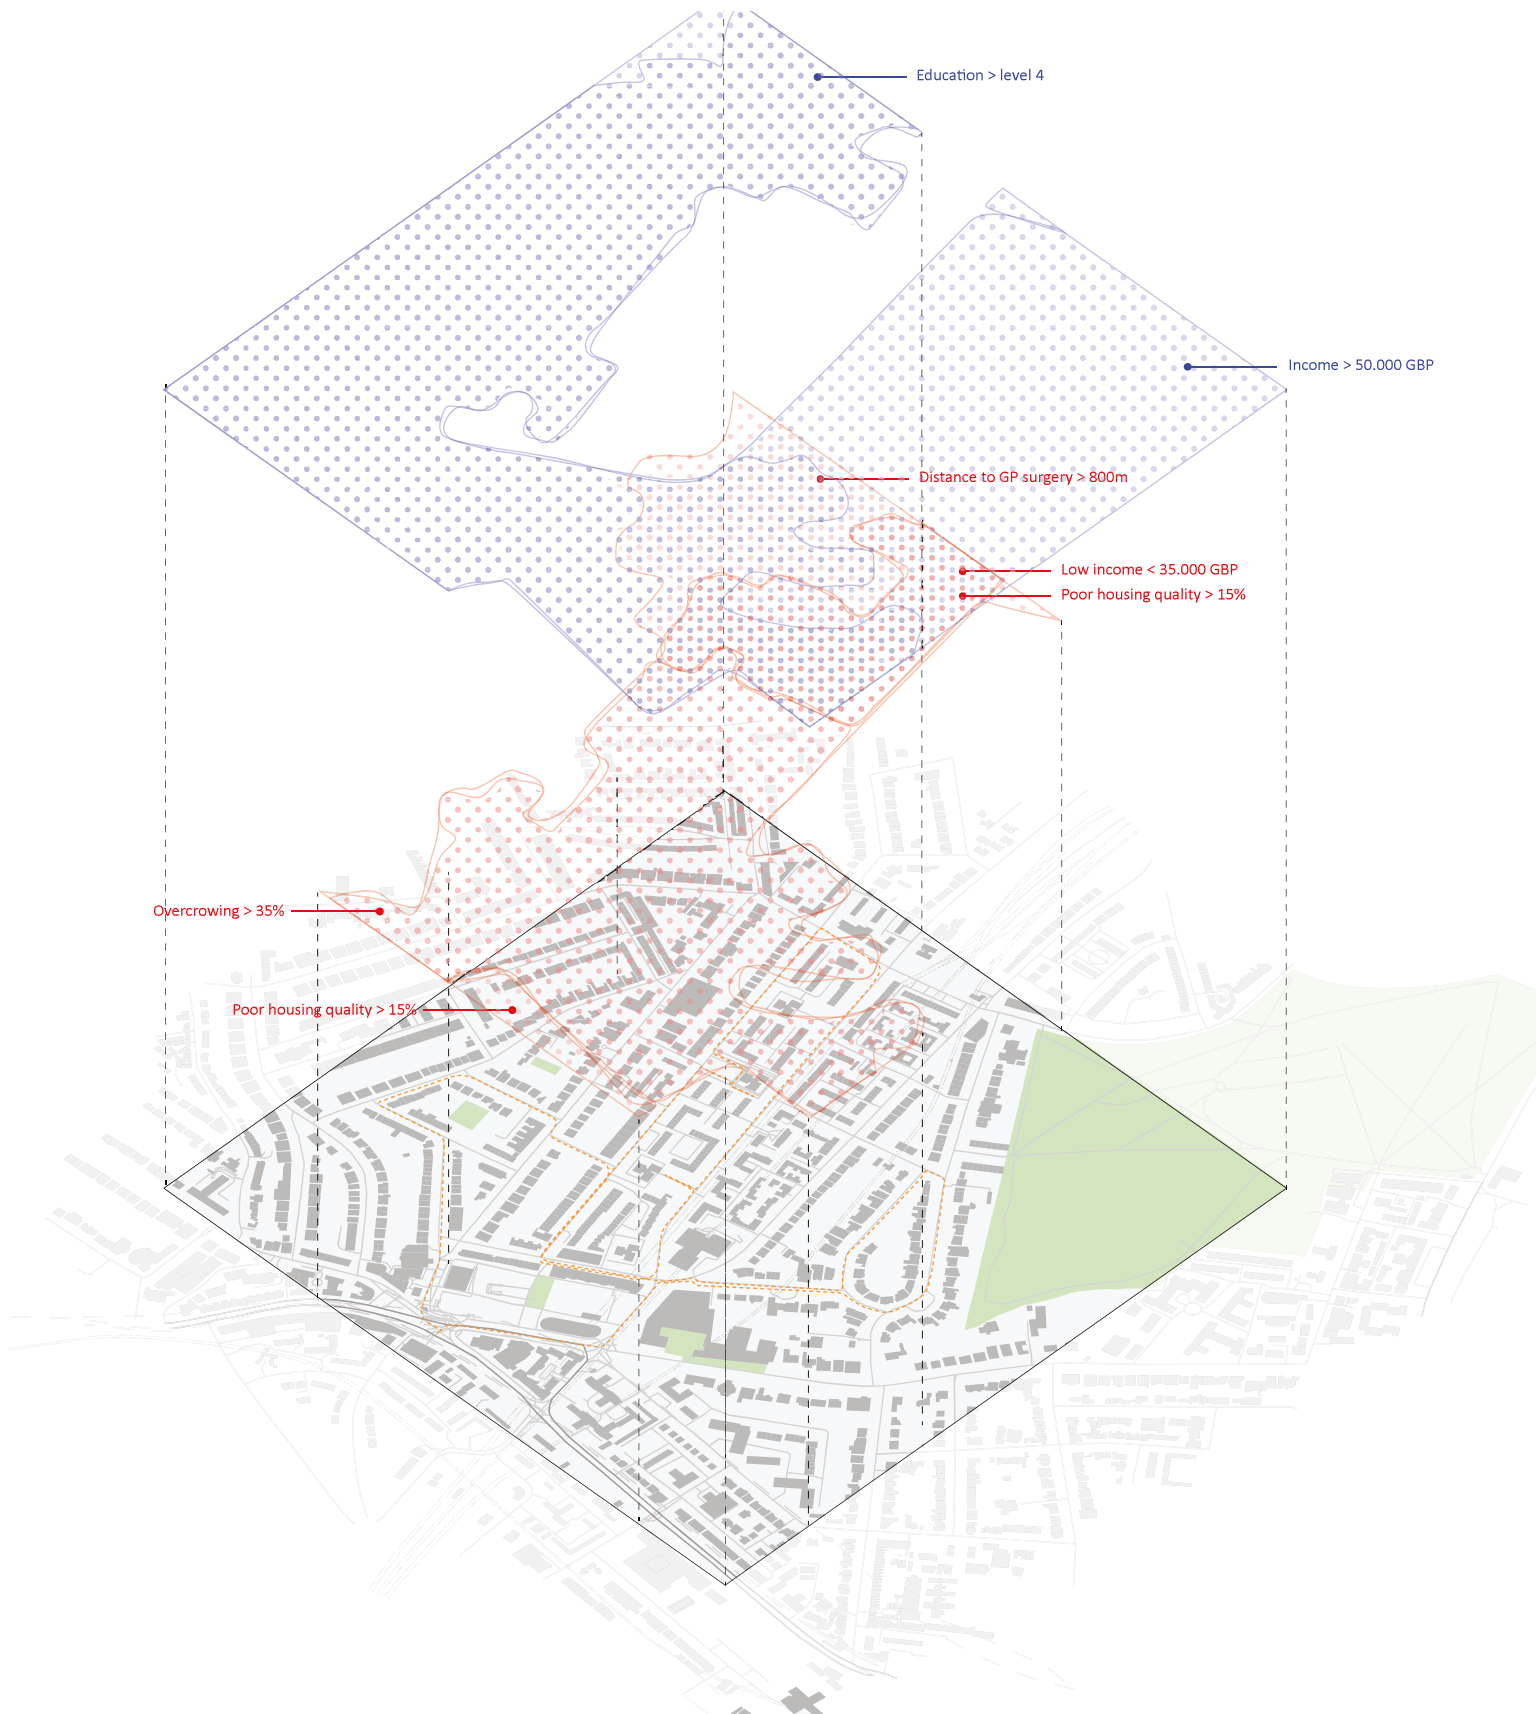 Education > level 4
Income > 50.000 GBP
Distance to GP surgery > 800m
Low income < 35.000 GBP
Poor housing quality > 15%
Overcrowing > 35%
Poor housing quality > 15%